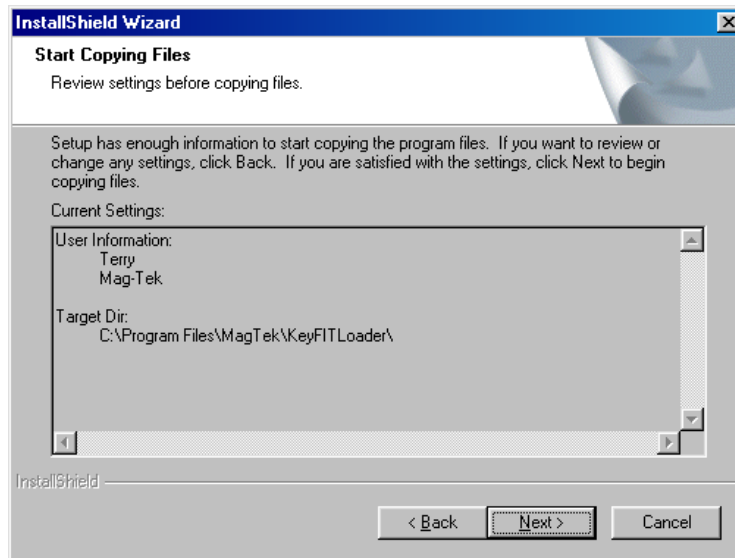 InstallShield Wizard
Start Copying Files
Review settings before copying files.
Setup has enough information to start copying the program files. If you want to review or
change any settings, click Back. If you are satisfied with the settings, click Next to begin
copying files.
Current Settings:
User Information:
Terry
Mag-Tek
Target Dir:
C:\Program Files\MagTek\KeyFITLoader\
InstallShield
< Back
Next >
Cancel